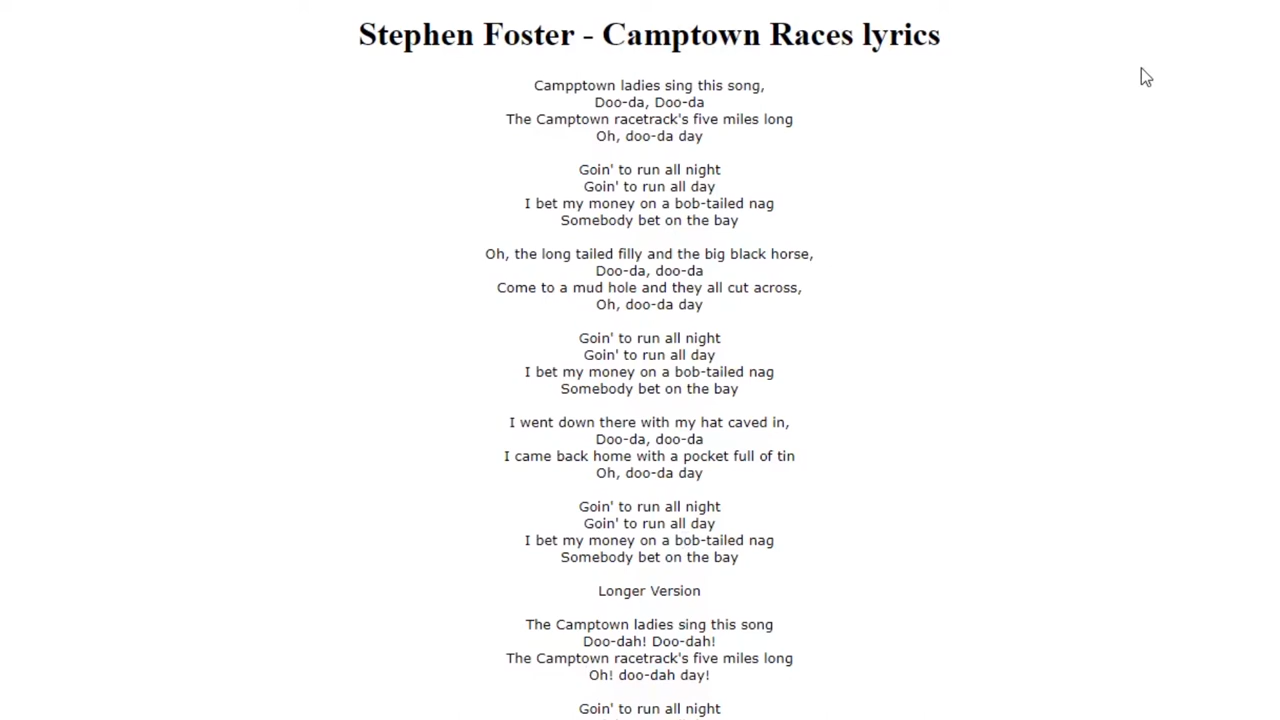 Stephen Foster - Camptown Races lyrics
Campptown ladies sing this song,
Doo-da, Doo-da
The Camptown racetrack's five miles long
Oh, doo-da day
Goin' to run all night
Goin' to run all day
I bet my money on a bob-tailed nag
Somebody bet on the bay
Oh, the long tailed filly and the big black horse,
Doo-da, doo-da
Come to a mud hole and they all cut across,
Oh, doo-da day
Goin' to run all night
Goin' to run all day
I bet my money on a bob-tailed nag
Somebody bet on the bay
I went down there with my hat caved in,
Doo-da, doo-da
I came back home with a pocket full of tin
Oh, doo-da day
Goin' to run all night
Goin' to run all day
I bet my money on a bob-tailed nag
Somebody bet on the bay
Longer Version
The Camptown ladies sing this song
Doo-dah! Doo-dah!
The Camptown racetrack's five miles long
Oh! doo-dah day!
Goin' to run all night